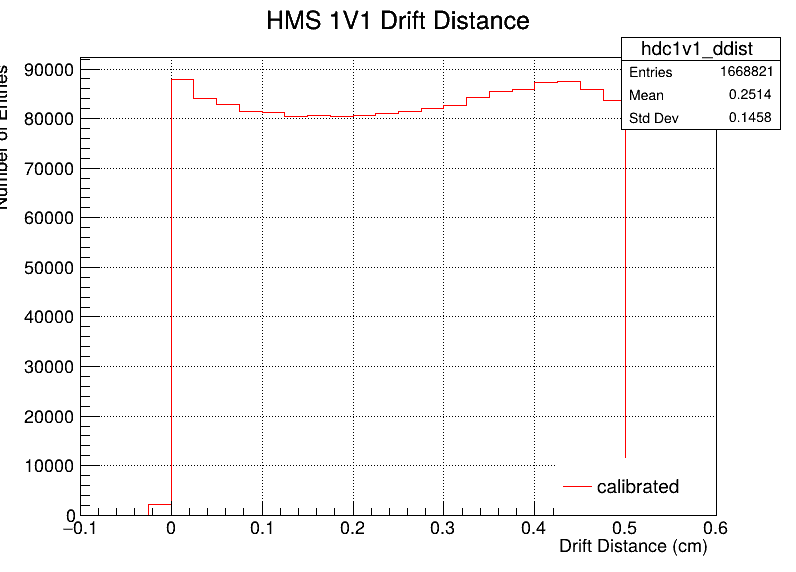 HMS 1V1 Drift Distance
hdc1v1_ddist
Entries 1668821
Mean 0.2514
Std Dev 0.1458
Number of Entries
90000
80000
70000
60000
50000
40000
30000
20000
10000
0
−0.1 0 0.1 0.2 0.3 0.4 0.5 0.6
calibrated
Drift Distance (cm)